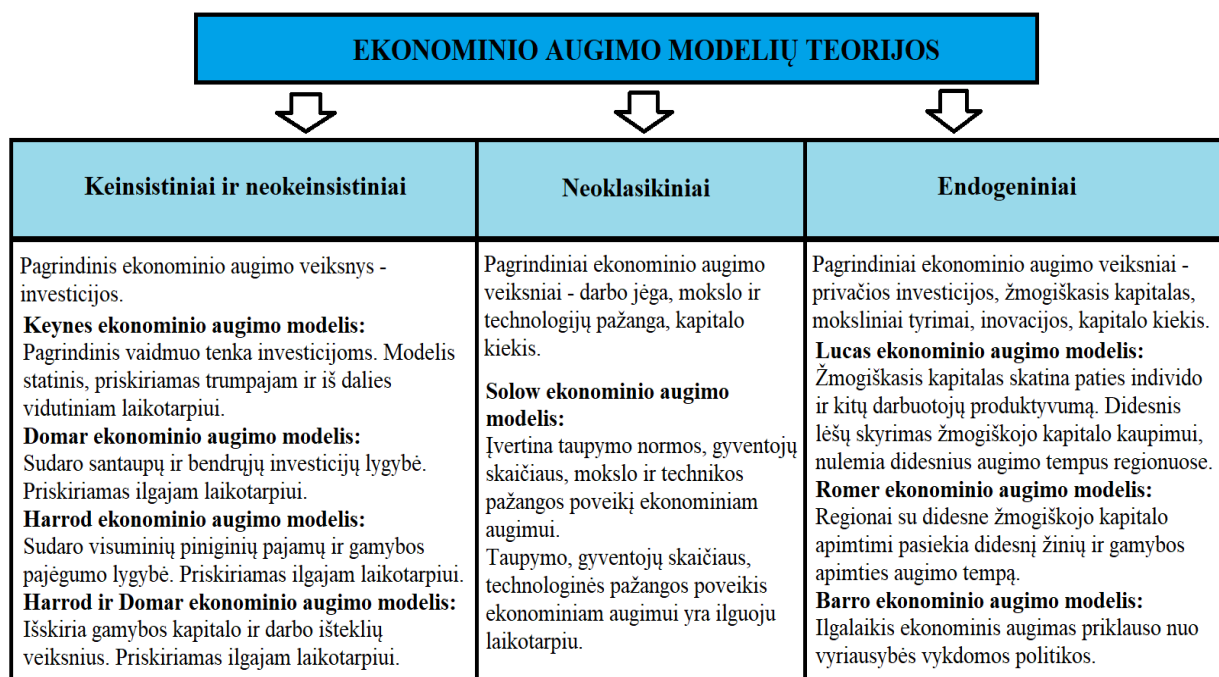 EKONOMINIO AUGIMO MODELIŲ TEORIJOS
Keinsistiniai ir neokeinsistiniai
Pagrindinis ekonominio augimo veiksnys -
investicijos.
Keynes ekonominio augimo modelis:
Pagrindinis vaidmuo tenka investicijoms. Modelis
statinis, priskiriamas trumpajam ir iš dalies
vidutiniam laikotarpiui.
Domar ekonominio augimo modelis:
Sudaro santaupų ir bendrųjų investicijų lygybė.
Priskiriamas ilgajam laikotarpiui.
Harrod ekonominio augimo modelis:
Sudaro visuminių piniginių pajamų ir gamybos
pajėgumo lygybė. Priskiriamas ilgajam laikotarpiui.
Harrod ir Domar ekonominio augimo modelis:
Išskiria gamybos kapitalo ir darbo išteklių
veiksnius. Priskiriamas ilgajam laikotarpiui.
Neoklasikiniai
Pagrindiniai ekonominio augimo
veiksniai - darbo jėga, mokslo ir
technologijų pažanga, kapitalo
kiekis.
Solow ekonominio augimo
modelis:
Įvertina taupymo normos, gyventojų
skaičiaus, mokslo ir technikos
pažangos poveikį ekonominiam
augimui.
Taupymo, gyventojų skaičiaus,
technologinės pažangos poveikis
ekonominiam augimui yra ilguoju
laikotarpiu.
Endogeniniai
Pagrindiniai ekonominio augimo veiksniai -
privačios investicijos, žmogiškasis kapitalas,
moksliniai tyrimai, inovacijos, kapitalo kiekis.
Lucas ekonominio augimo modelis:
Žmogiškasis kapitalas skatina paties individo
ir kitų darbuotojų produktyvumą. Didesnis
lėšų skyrimas žmogiškojo kapitalo kaupimui,
nulemia didesnius augimo tempus regionuose.
Romer ekonominio augimo modelis:
Regionai su didesne žmogiškojo kapitalo
apimtimi pasiekia didesnį žinių ir gamybos
apimties augimo tempą.
Barro ekonominio augimo modelis:
Ilgalaikis ekonominis augimas priklauso nuo
vyriausybės vykdomos politikos.